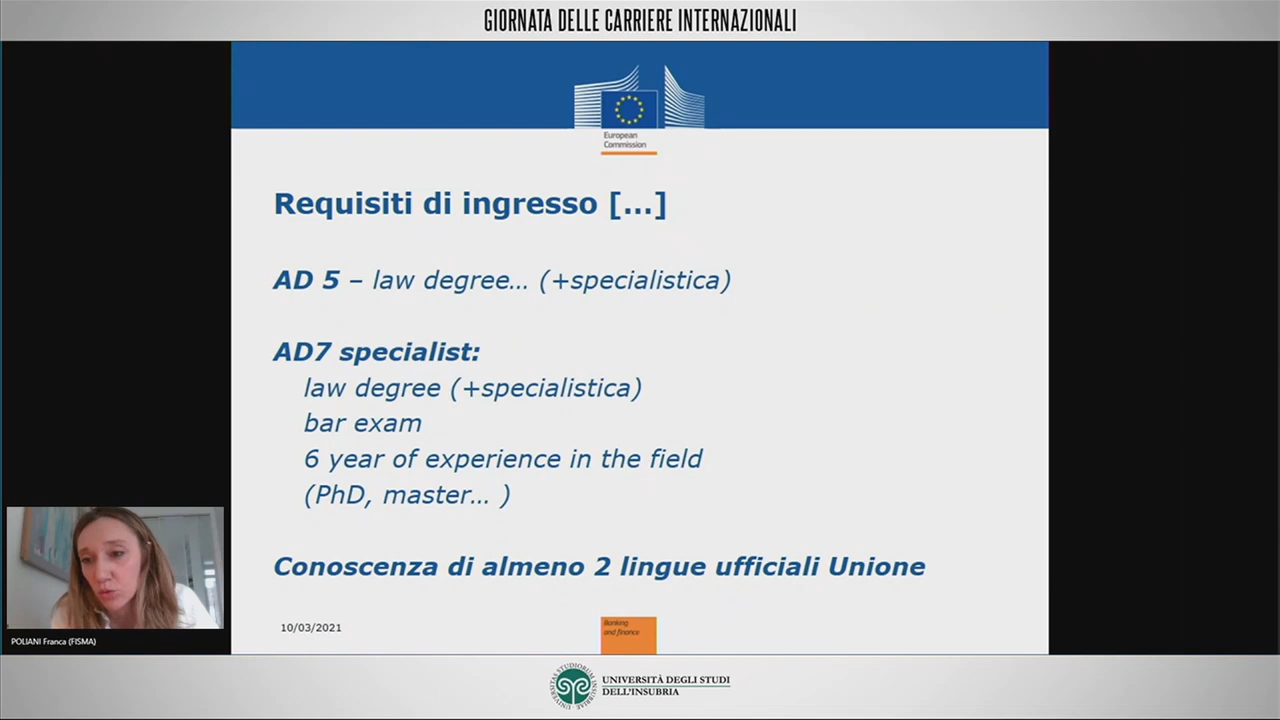 GIORNATA DELLE CARRIERE INTERNAZIONALI
European
Commission
Requisiti di ingresso [...]
AD 5 – law degree... (+specialistica)
AD7 specialist:
law degree (+specialistica)
bar exam
6 year of experience in the field
(PhD, master... )
Conoscenza di almeno 2 lingue ufficiali Unione
10/03/2021
Banking
and finance
POLIANI Franca (FISMA)
UNIVERSITÀ DEGLI STUDI
DELL'INSUBRIA